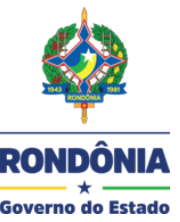 1943 1981
RONDÔNIA
RONDÔNIA
Governo do Estado